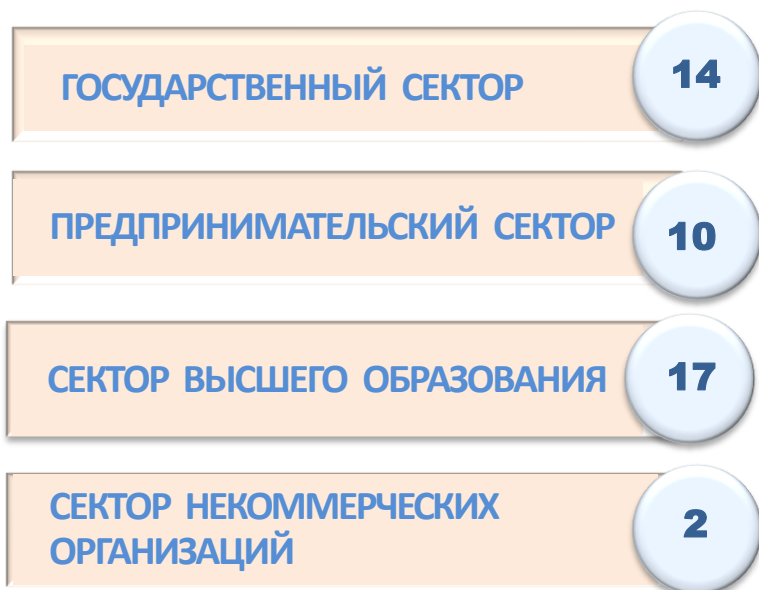 ГОСУДАРСТВЕННЫЙ СЕКТОР
14
ПРЕДПРИНИМАТЕЛЬСКИЙ СЕКТОР
10
СЕКТОР ВЫСШЕГО ОБРАЗОВАНИЯ
17
СЕКТОР НЕКОММЕРЧЕСКИХ
ОРГАНИЗАЦИЙ
2